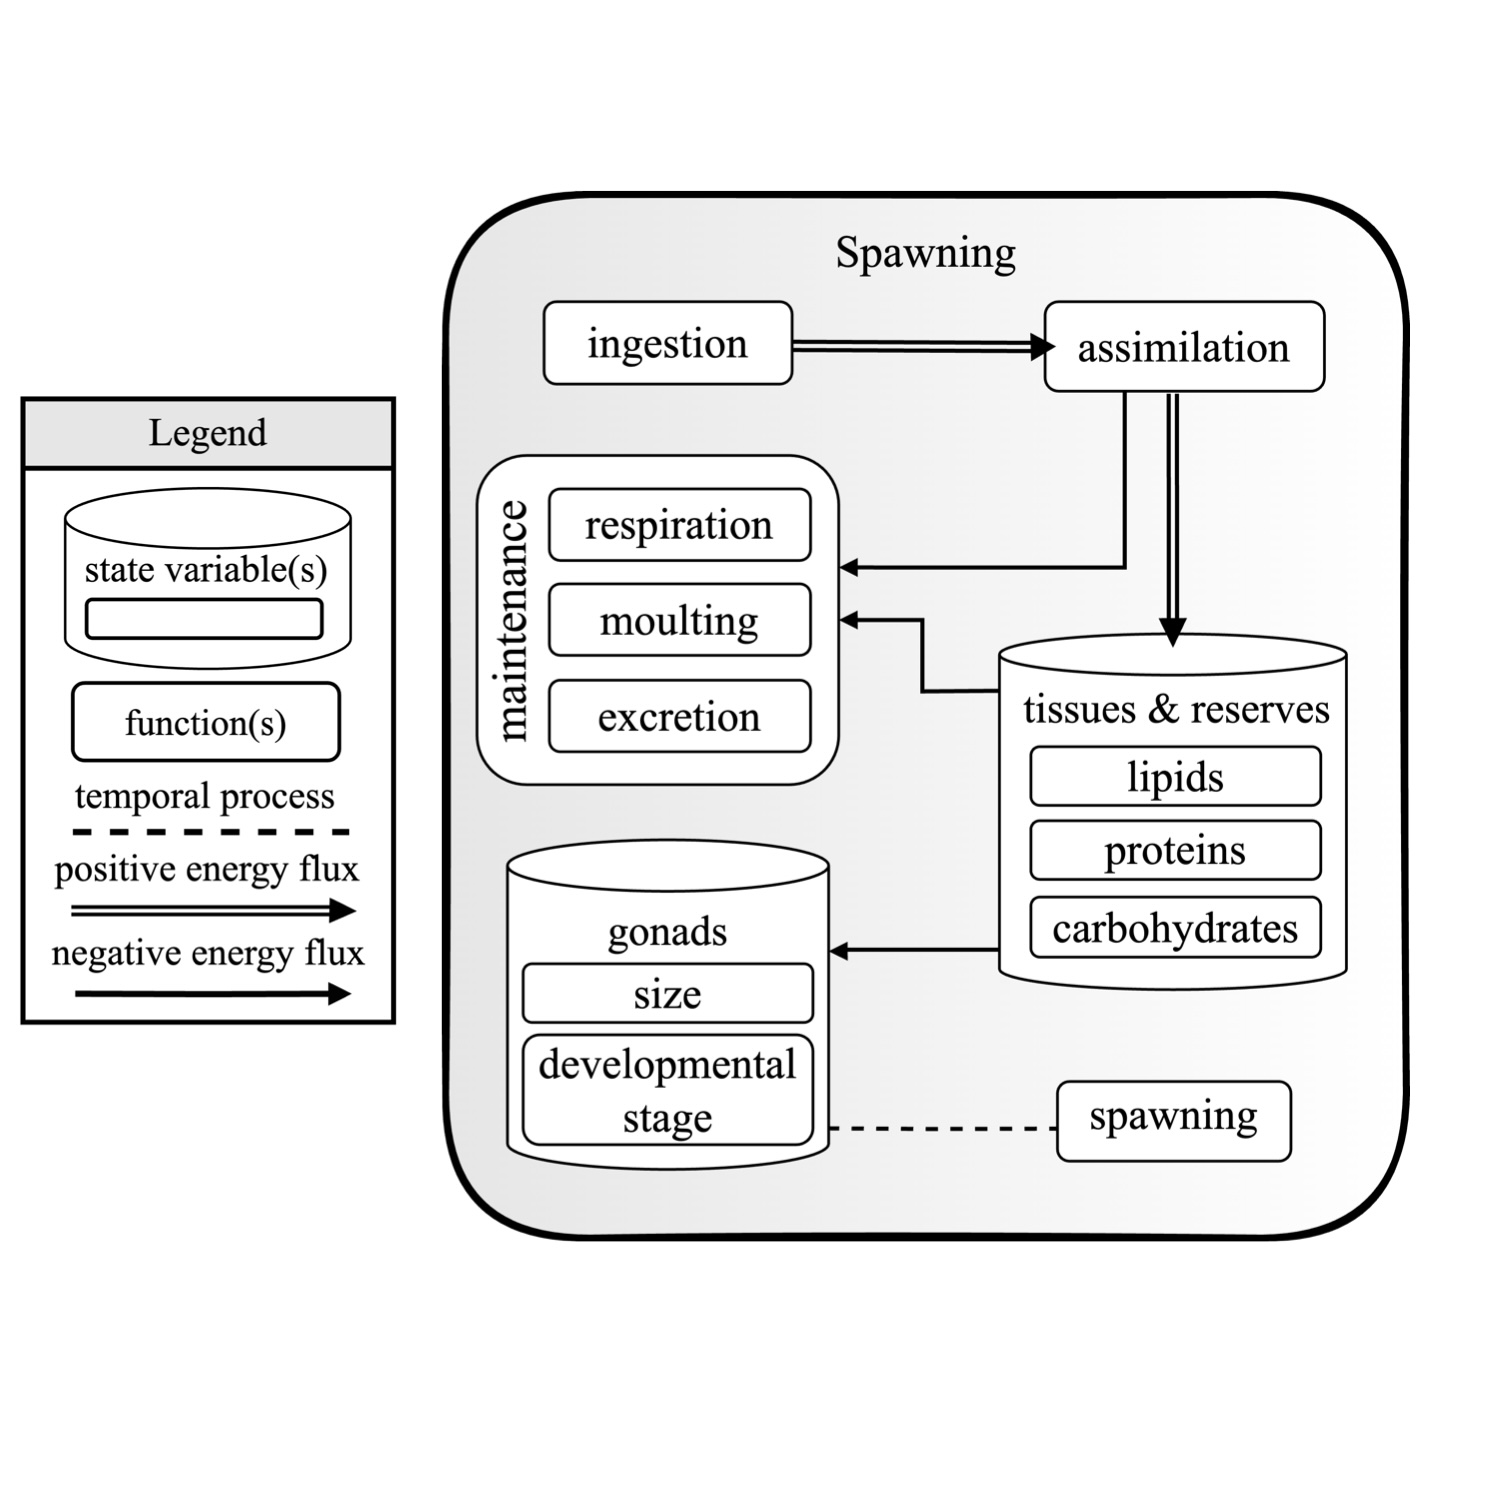 Legend
state variable(s)
function(s)
temporal process
positive energy flux
negative energy flux
Spawning
ingestion
assimilation
maintenance
respiration
moulting
excretion
tissues & reserves
lipids
proteins
carbohydrates
gonads
size
developmental
stage
spawning